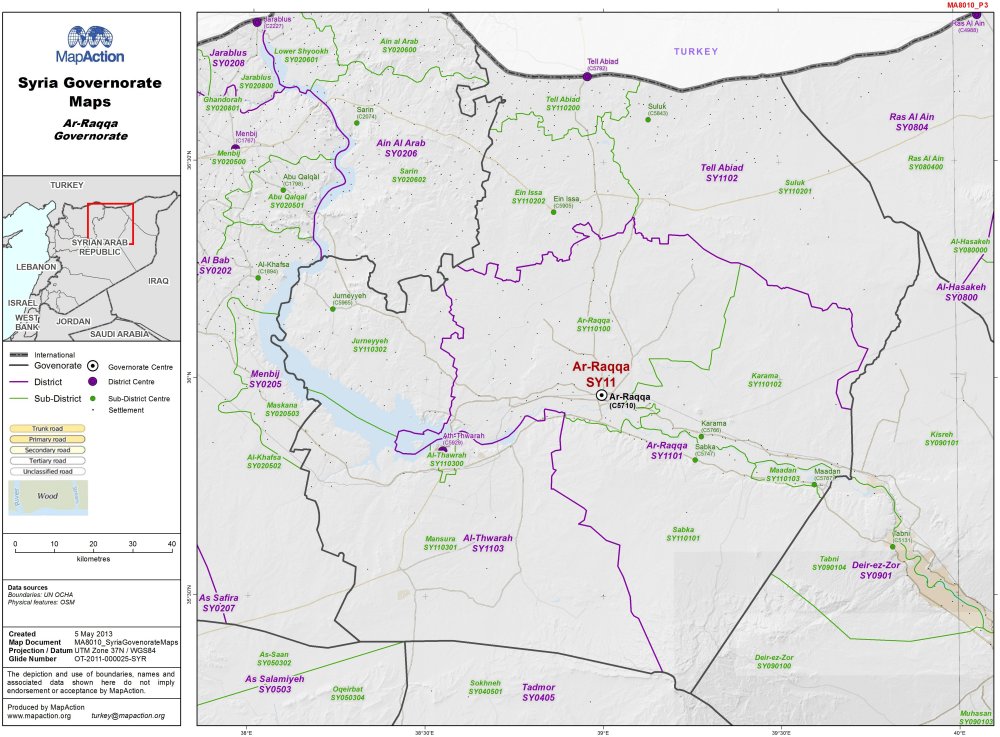 MA8010_P3
MapAction
Syria Governorate
Maps
Ar-Raqqa
Governorate
TURKEY
SYRIAN ARAB
REPUBLIC
LEBANON
IRAQ
ISRAEL
WEST
BANK
JORDAN
SAUDI ARABIA
International
Govenorate
District
Sub-District
Governorate Centre
District Centre
Sub-District Centre
Settlement
Trunk road
Primary road
Secondary road
Tertiary road
Unclassified road
River
Wood
0 10 20 30 40
kilometres
Data sources
Boundaries: UN OCHA
Physical features: OSM
Created 5 May 2013
Map Document MA8010_SyriaGovenorateMaps
Projection / Datum UTM Zone 37N / WGS84
Glide Number OT-2011-000025-SYR
The depiction and use of boundaries, names and
associated data shown here do not imply
endorsement or acceptance by MapAction.
Produced by MapAction
www.mapaction.org turkey@mapaction.org
Jarablus
(C2227)
Ras Al Ain
(C4988)
TURKEY
Tell Abiad
(C5792)
Jarablus
SY0208
Lower Shyookh
SY020601
Ain al Arab
SY020600
Jarablus
SY020800
Ghandorah
SY020801
Menbij
(C1767)
Menbij
SY020500
Sarin
(C2074)
Ain Al Arab
SY0206
Sarin
SY020602
Abu Qalqal
(C1798)
Abu Qalqal
SY020501
Tell Abiad
SY110200
Suluk
(C5843)
Ras Al Ain
SY0804
Ras Al Ain
SY080400
Tell Abiad
SY1102
Suluk
SY110201
Ein Issa
SY110202
Ein Issa
(C5905)
Al-Hasakeh
SY080000
Al-Hasakeh
SY0800
Al Bab
SY0202
Al-Khafsa
(C1894)
Jurneyyeh
(C5965)
Jurneyyeh
SY110302
Ar-Raqqa
SY110100
Ar-Raqqa
SY11
Ar-Raqqa
(C5710)
Karama
SY110102
Menbij
SY0205
Maskana
SY020503
Al-Khafsa
SY020502
Ath-Thwarah
(C5929)
Al-Thawrah
SY110300
Karama
(C5766)
Sabka
(C5747)
Ar-Raqqa
SY1101
Maadan
SY110103
Maadan
(C5787)
Kisreh
SY090101
Mansura
SY110301
Al-Thwarah
SY1103
Sabka
SY110101
Tabni
(C5131)
Tabni
SY090104
Deir-ez-Zor
SY0901
As Safira
SY0207
As-Saan
SY050302
As Salamiyeh
SY0503
Oqeirbat
SY050304
Sokhneh
SY040501
Tadmor
SY0405
Deir-ez-Zor
SY090100
Muhasan
SY090103
36°30'N
36°N
35°30'N
38°E
38°30'E
39°E
39°30'E
40°E